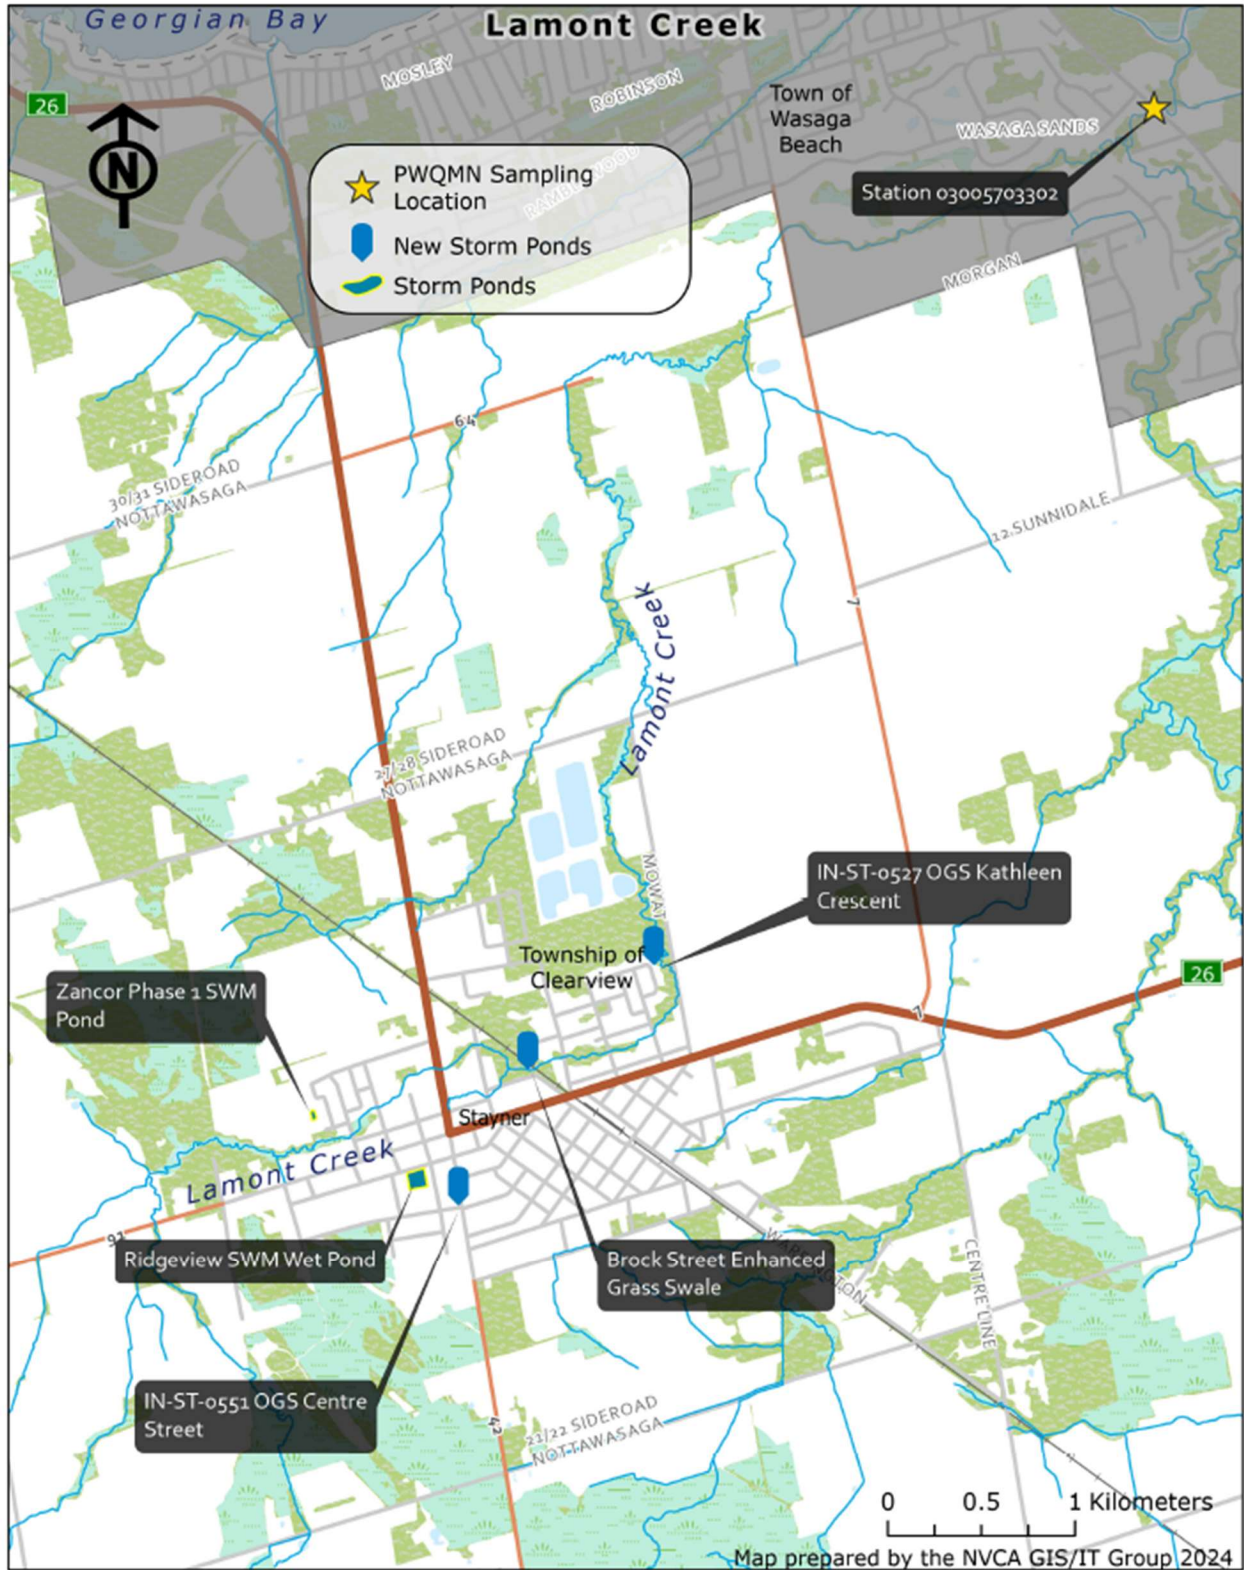 Georgian Bay
Lamont Creek
MOSLEY
ROBINSON
26
Town of
Wasaga
Beach
WASAGA SANDS
N
PWQMN Sampling
Location
RAMBLEWOOD
Station 03005703302
New Storm Ponds
Storm Ponds
MORGAN
64
30/31 SIDEROAD
NOTTAWASAGA
12 SUNNIDALE
7
Lamont Creek
27/28 SIDEROAD
NOTTAWASAGA
MOWAT
IN-ST-0527 OGS Kathleen
Crescent
Township of
Clearview
26
Zancor Phase 1 SWM
Pond
7
Stayner
Lamont Creek
91
Ridgeview SWM Wet Pond
Brock Street Enhanced
Grass Swale
WARRINGTON
CENTRE LINE
IN-ST-0551 OGS Centre
Street
42
21/22 SIDEROAD
NOTTAWASAGA
0 0.5 1 Kilometers
Map prepared by the NVCA GIS/IT Group 2024